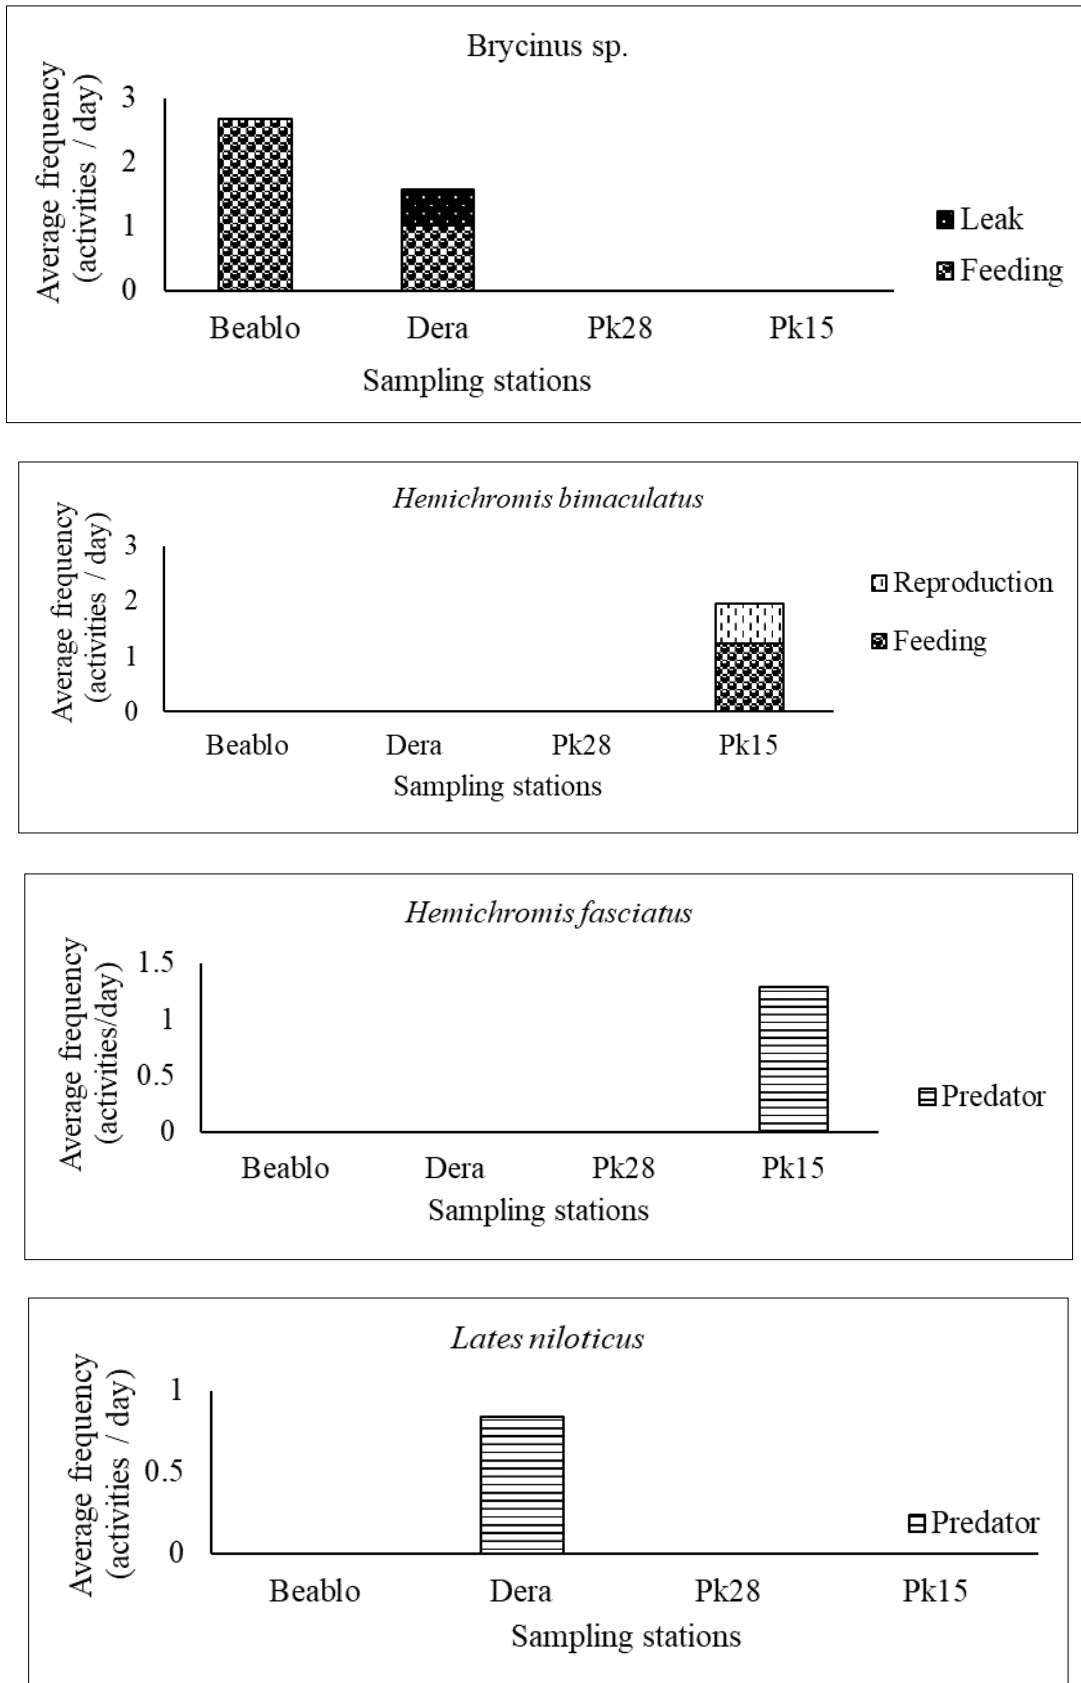 Brycinus sp.
Average frequency
(activities / day)
3
2
1
0
Beablo Dera Pk28 Pk15
Sampling stations
Leak
Feeding
Hemichromis bimaculatus
Average frequency
(activities / day)
3
2
1
0
Beablo Dera Pk28 Pk15
Sampling stations
Reproduction
Feeding
Hemichromis fasciatus
Average frequency
(activities/day)
1.5
1
0.5
0
Beablo Dera Pk28 Pk15
Sampling stations
Predator
Lates niloticus
Average frequency
(activities / day)
1
0.5
0
Beablo Dera Pk28 Pk15
Sampling stations
Predator